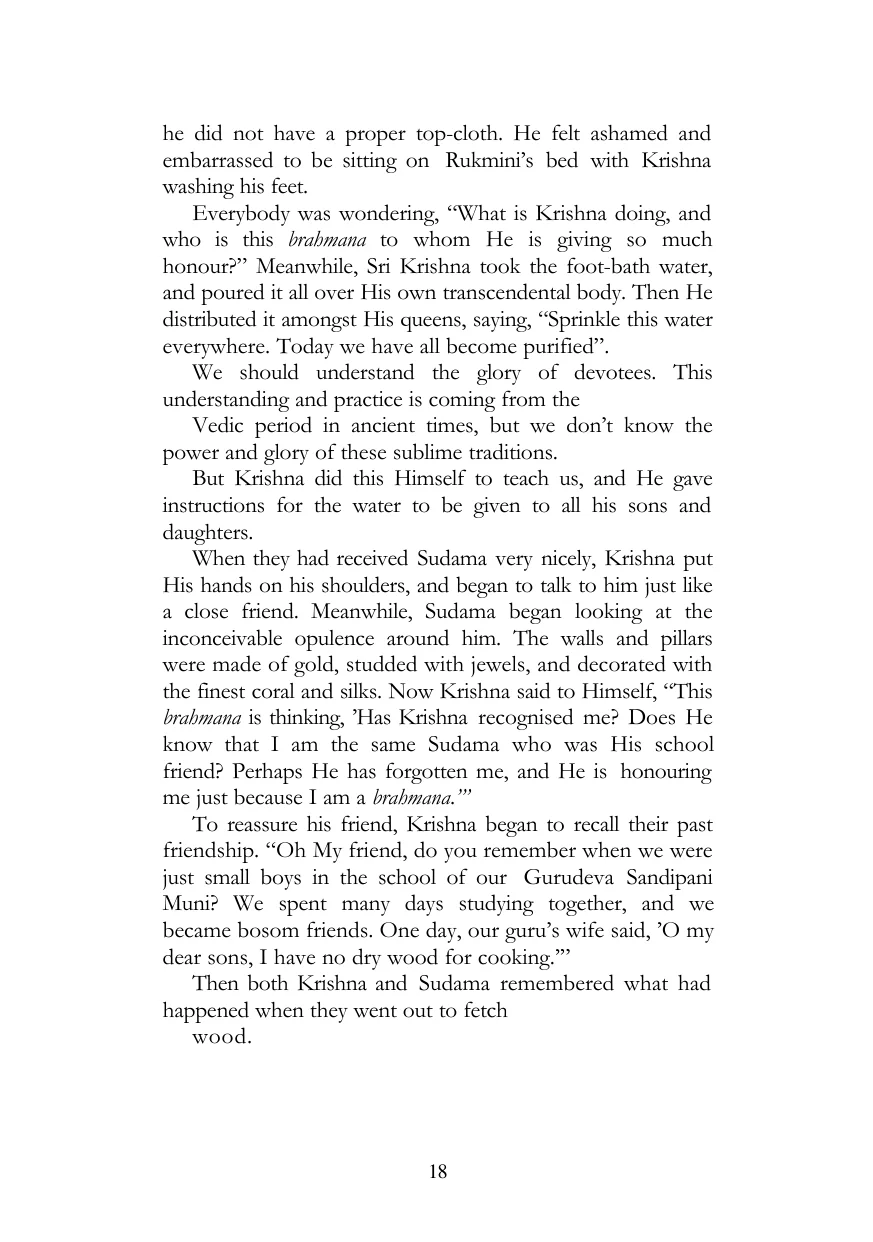 he did not have a proper top-cloth. He felt ashamed and
embarrassed to be sitting on Rukmini’s bed with Krishna
washing his feet.
Everybody was wondering, “What is Krishna doing, and
who is this brahmana to whom He is giving so much
honour?” Meanwhile, Sri Krishna took the foot-bath water,
and poured it all over His own transcendental body. Then He
distributed it amongst His queens, saying, “Sprinkle this water
everywhere. Today we have all become purified”.
We should understand the glory of devotees. This
understanding and practice is coming from the
Vedic period in ancient times, but we don’t know the
power and glory of these sublime traditions.
But Krishna did this Himself to teach us, and He gave
instructions for the water to be given to all his sons and
daughters.
When they had received Sudama very nicely, Krishna put
His hands on his shoulders, and began to talk to him just like
a close friend. Meanwhile, Sudama began looking at the
inconceivable opulence around him. The walls and pillars
were made of gold, studded with jewels, and decorated with
the finest coral and silks. Now Krishna said to Himself, “This
brahmana is thinking, ’Has Krishna recognised me? Does He
know that I am the same Sudama who was His school
friend? Perhaps He has forgotten me, and He is honouring
me just because I am a brahmana.’”
To reassure his friend, Krishna began to recall their past
friendship. “Oh My friend, do you remember when we were
just small boys in the school of our Gurudeva Sandipani
Muni? We spent many days studying together, and we
became bosom friends. One day, our guru’s wife said, ’O my
dear sons, I have no dry wood for cooking.’”
Then both Krishna and Sudama remembered what had
happened when they went out to fetch
wood.
18